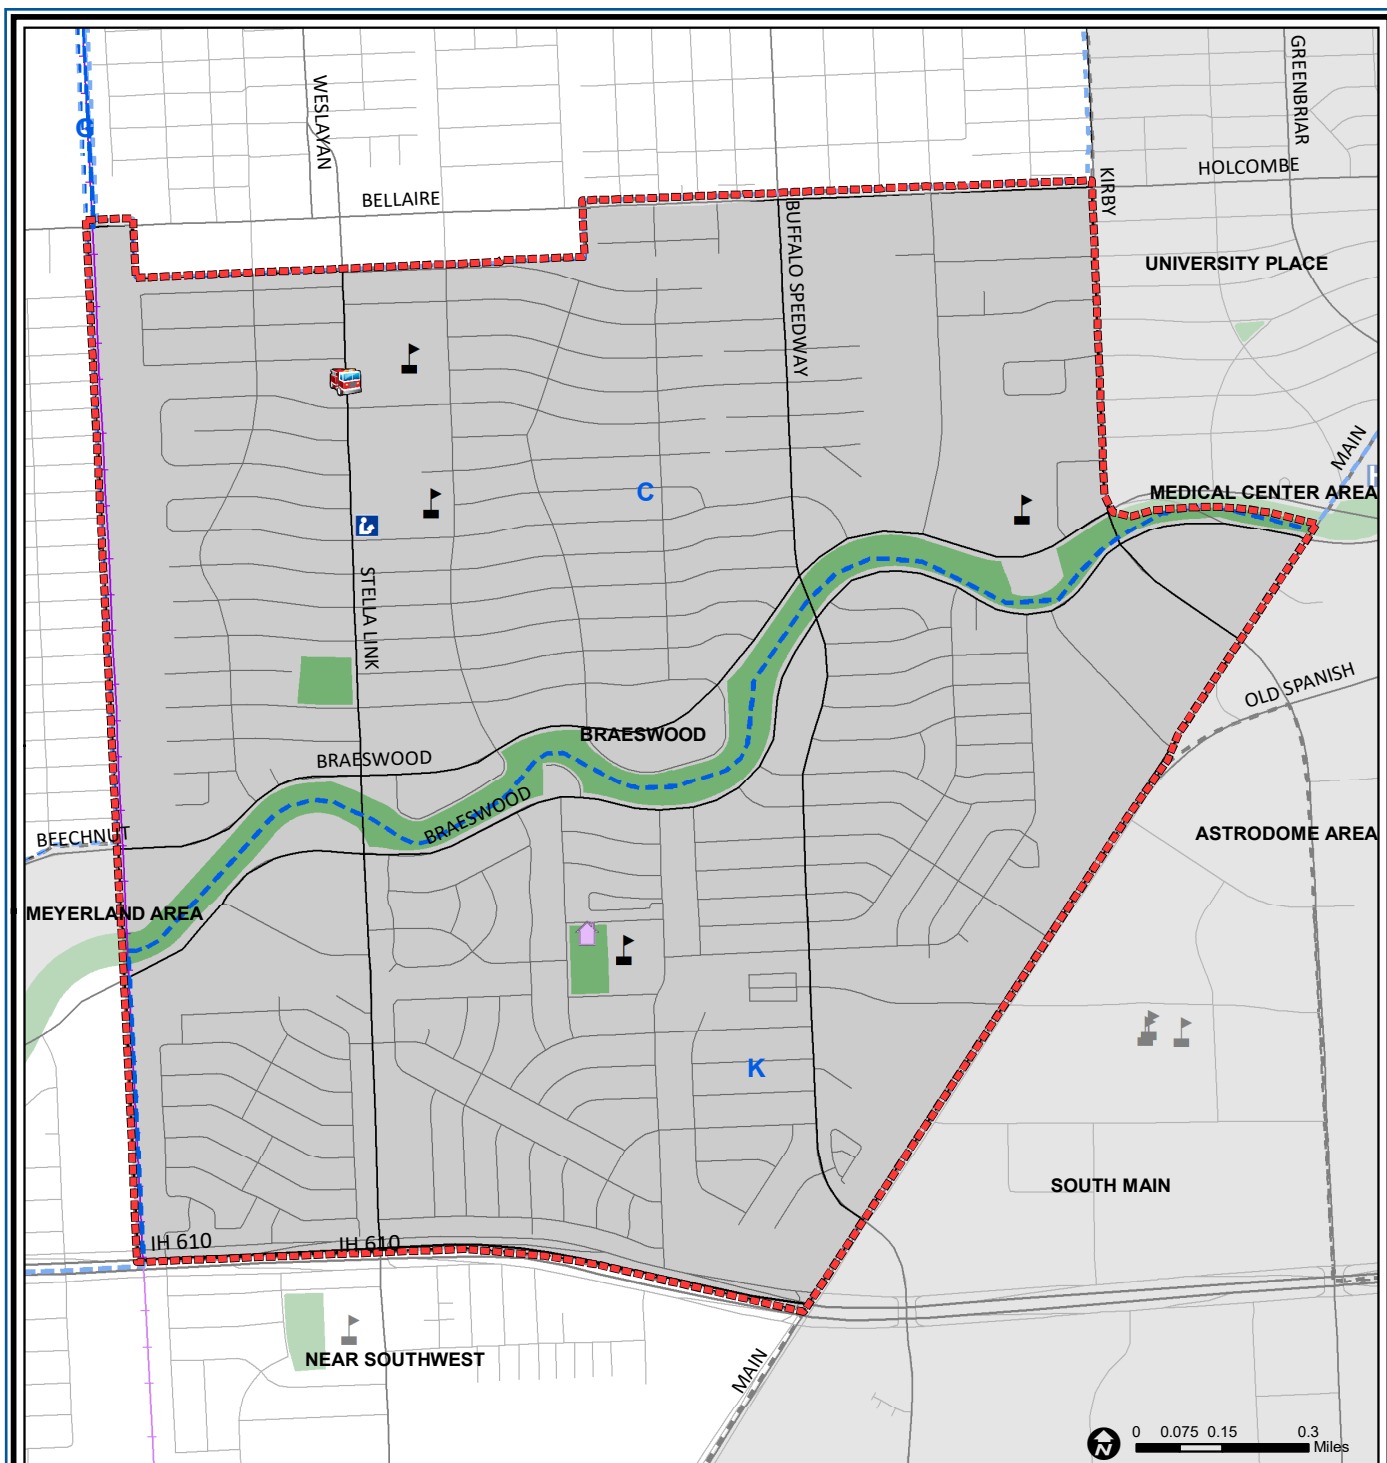 GREENBRIAR
WESLAYAN
C
HOLCOMBE
KIRBY
BELLAIRE
BUFFALO SPEEDWAY
UNIVERSITY PLACE
MAIN
H
C
MEDICAL CENTER AREA
STELLA LINK
OLD SPANISH
BRAESWOOD
BRAESWOOD
BRAESWOOD
BEECHNUT
ASTRODOME AREA
MEYERLAND AREA
K
SOUTH MAIN
IH 610
IH 610
NEAR SOUTHWEST
MAIN
N
0 0.075 0.15 0.3
Miles